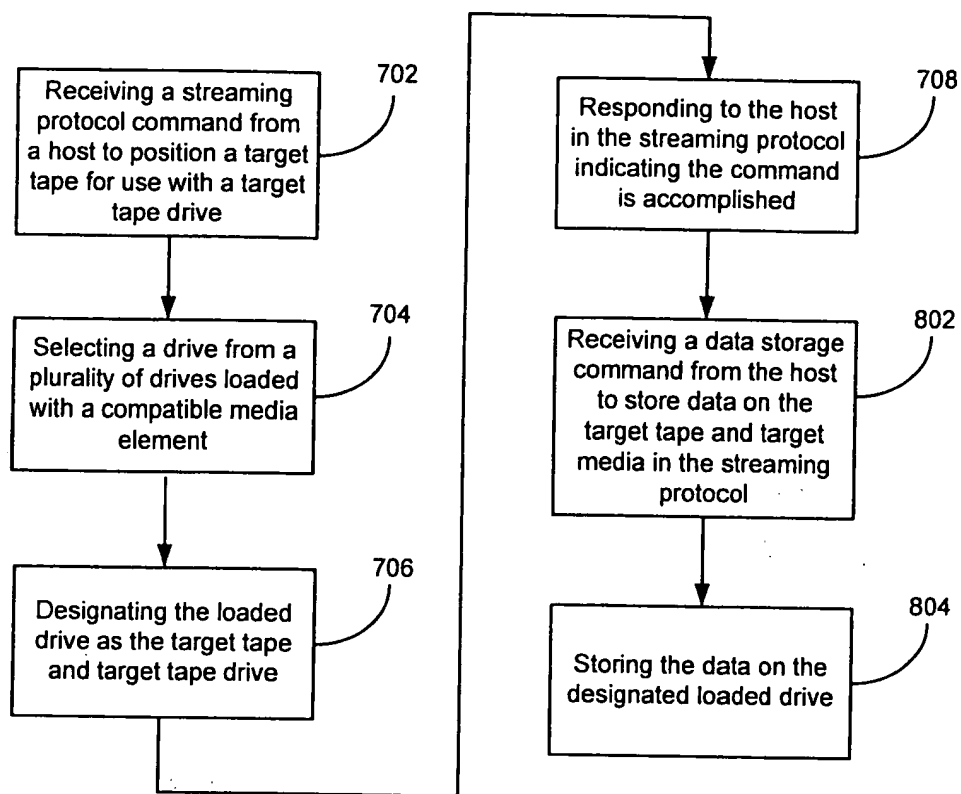 702
Receiving a streaming
protocol command from
a host to position a target
tape for use with a target
tape drive
704
Selecting a drive from a
plurality of drives loaded
with a compatible media
element
706
Designating the loaded
drive as the target tape
and target tape drive
708
Responding to the host
in the streaming protocol
indicating the command
is accomplished
802
Receiving a data storage
command from the host
to store data on the
target tape and target
media in the streaming
protocol
804
Storing the data on the
designated loaded drive